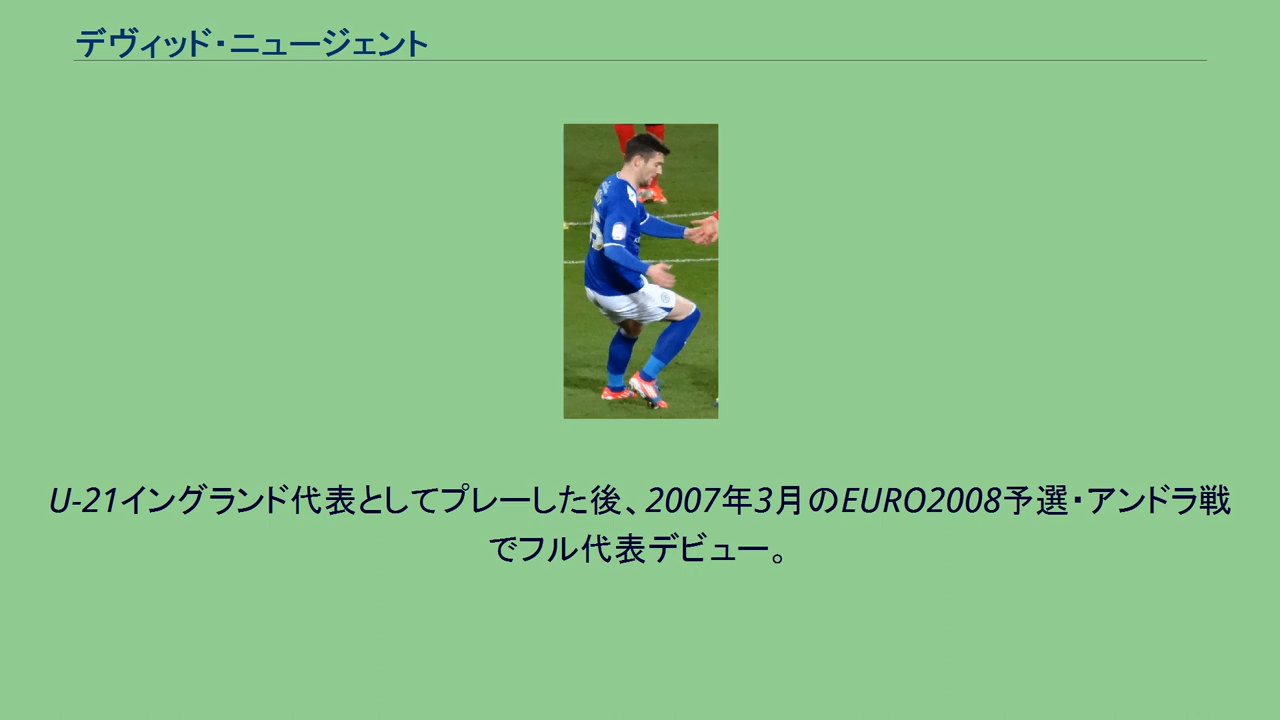 デヴィッド・ニュージェント
U-21イングランド代表としてプレーした後、2007年3月のEURO2008予選・アンドラ戦
でフル代表デビュー。